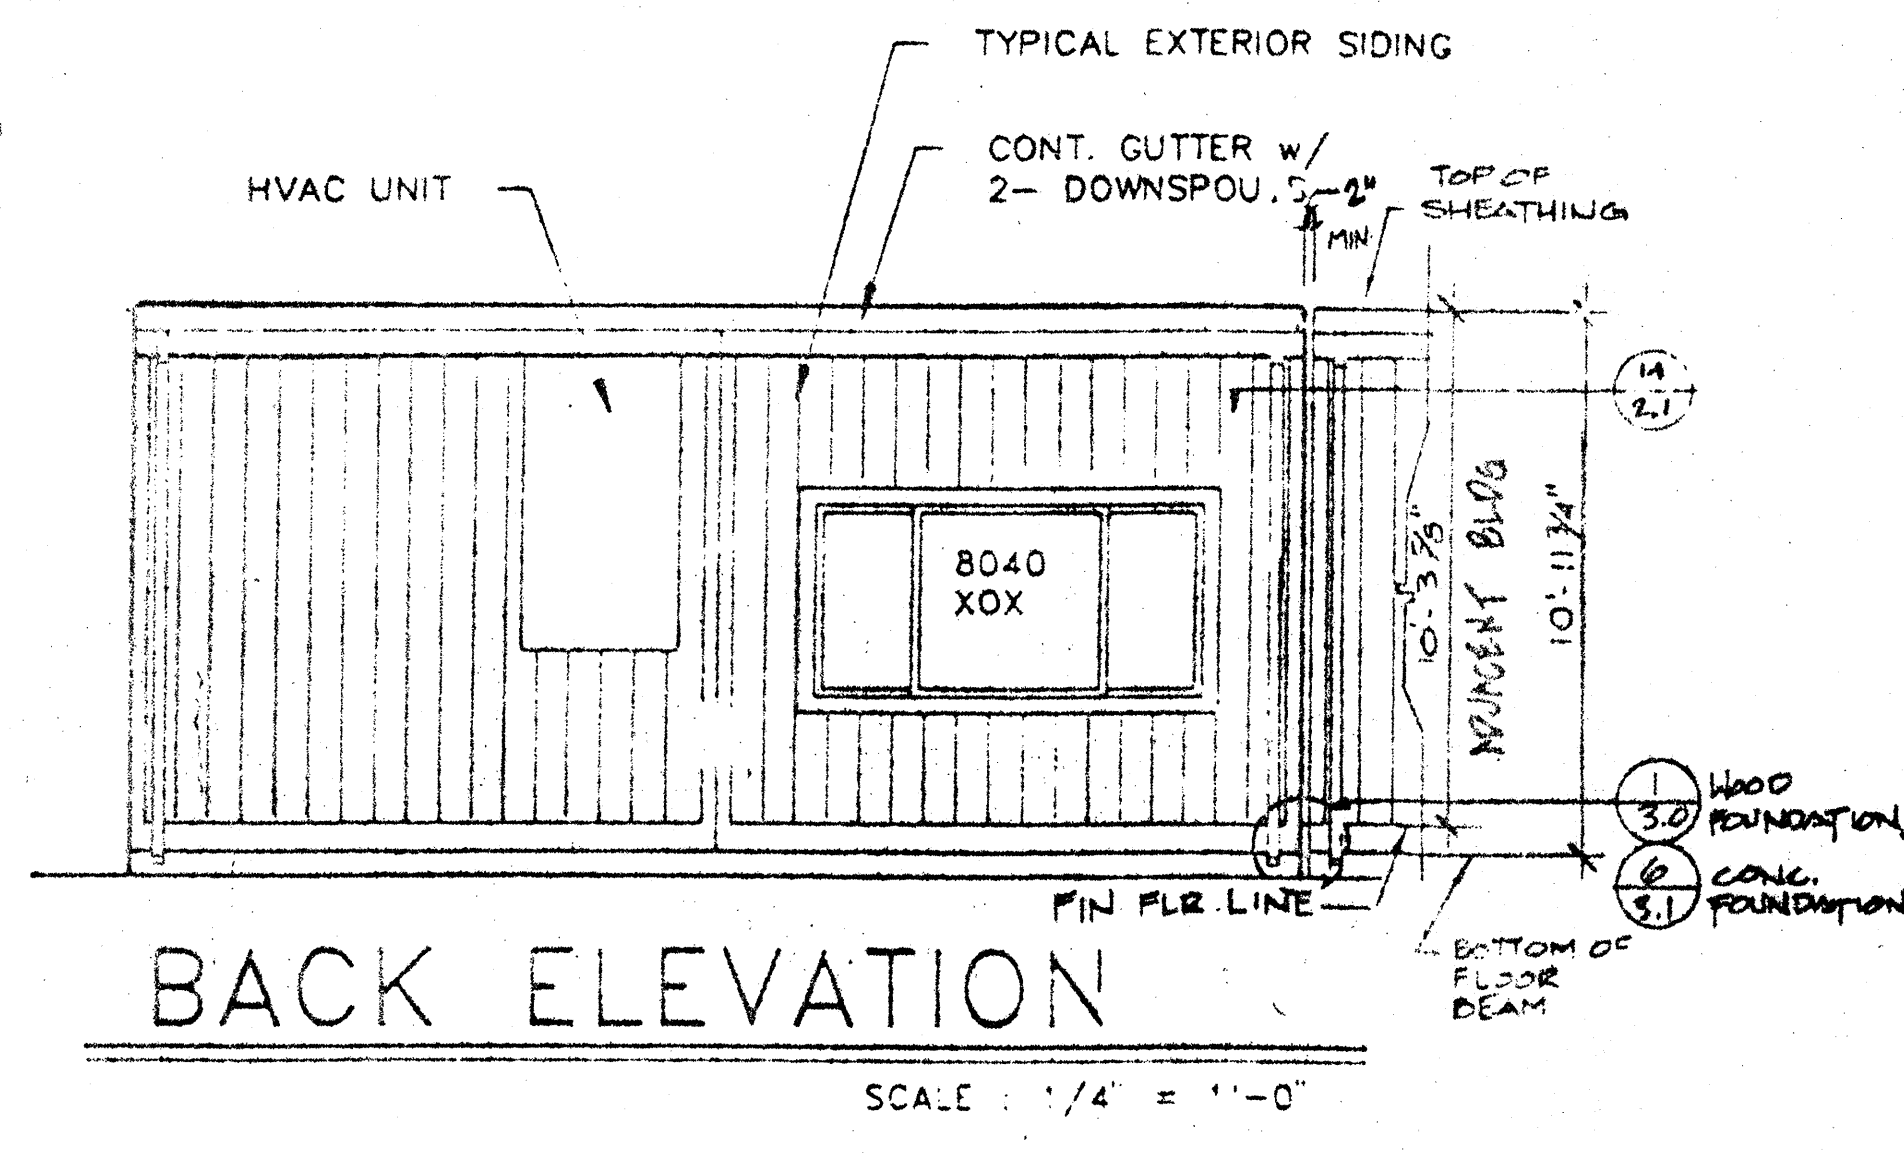 TYPICAL EXTERIOR SIDING
CONT. GUTTER w/
2- DOWNSPOU.S
2"
MIN.
TOP OF
SHEATHING
HVAC UNIT
14
2.1
8040
XOX
10'-3 7/8"
ADJACENT BLDG
10'-11 3/4"
1
3.0
WOOD
FOUNDATION
6
3.1
CONC.
FOUNDATION
FIN FLR. LINE
BOTTOM OF
FLOOR
BEAM
BACK ELEVATION
SCALE : 1/4" = 1'-0"